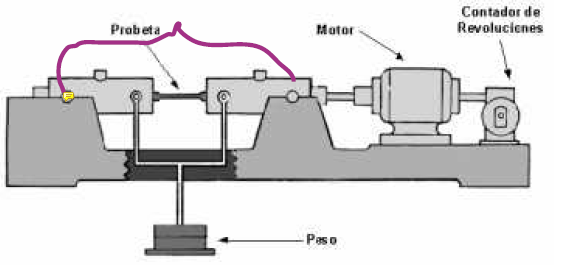 Contador de
Revoluciones
Probeta
Motor
Peso